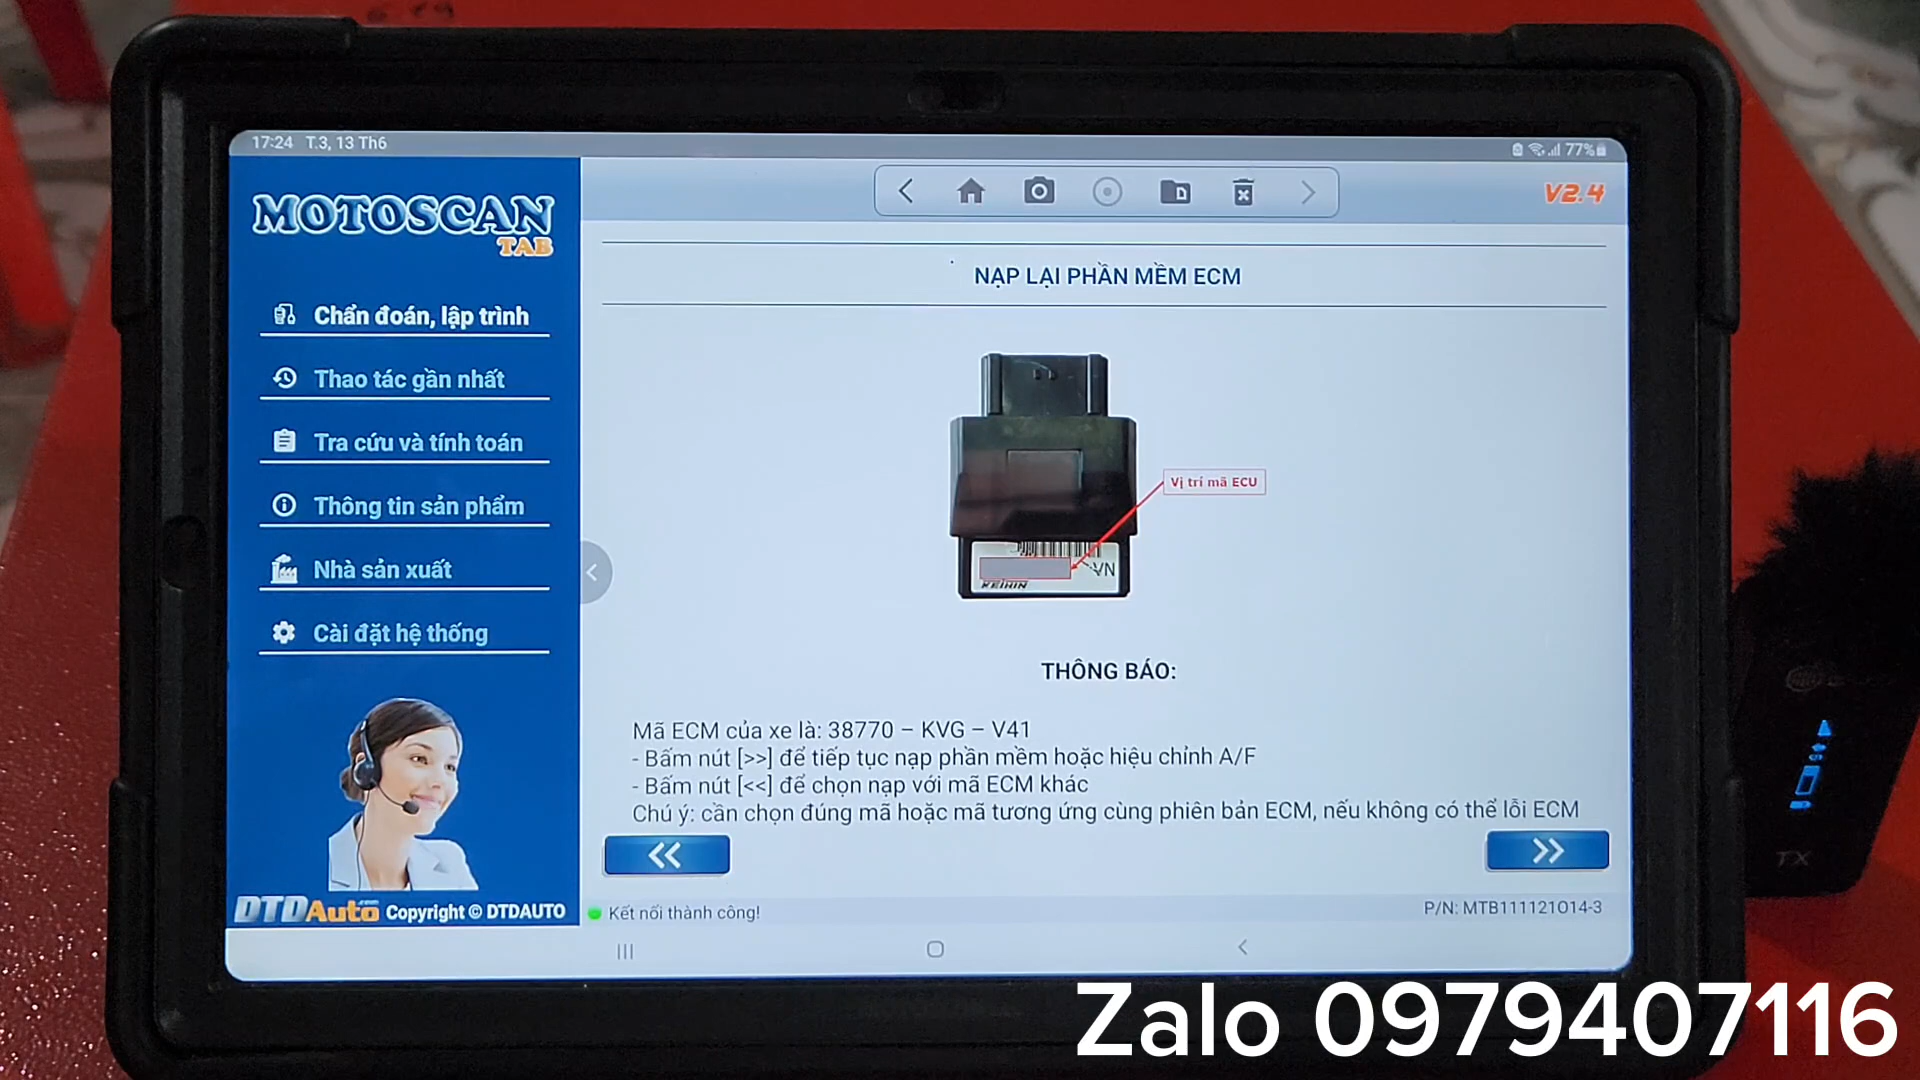 17:24 T.3, 13 Th6
77%
MOTOSCAN
TAB
V2.4
Chẩn đoán, lập trình
Thao tác gần nhất
Tra cứu và tính toán
Thông tin sản phẩm
Nhà sản xuất
Cài đặt hệ thống
DTDAuto.com Copyright © DTDAUTO
NẠP LẠI PHẦN MỀM ECM
Vị trí mã ECU
VN
KEIHIN
THÔNG BÁO:
Mã ECM của xe là: 38770 – KVG – V41
- Bấm nút [>>] để tiếp tục nạp phần mềm hoặc hiệu chỉnh A/F
- Bấm nút [<<] để chọn nạp với mã ECM khác
Chú ý: cần chọn đúng mã hoặc mã tương ứng cùng phiên bản ECM, nếu không có thể lỗi ECM
Kết nối thành công!
P/N: MTB111121O14-3
TX
Zalo 0979407116